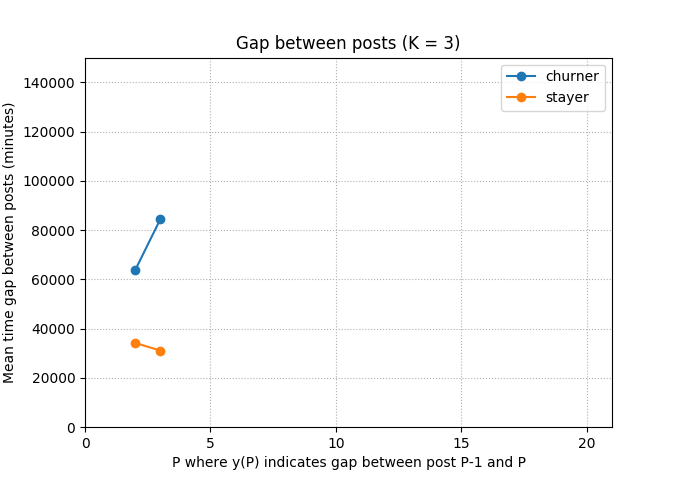 Gap between posts (K = 3)
churner
stayer
Mean time gap between posts (minutes)
140000
120000
100000
80000
60000
40000
20000
0
0 5 10 15 20
P where y(P) indicates gap between post P-1 and P